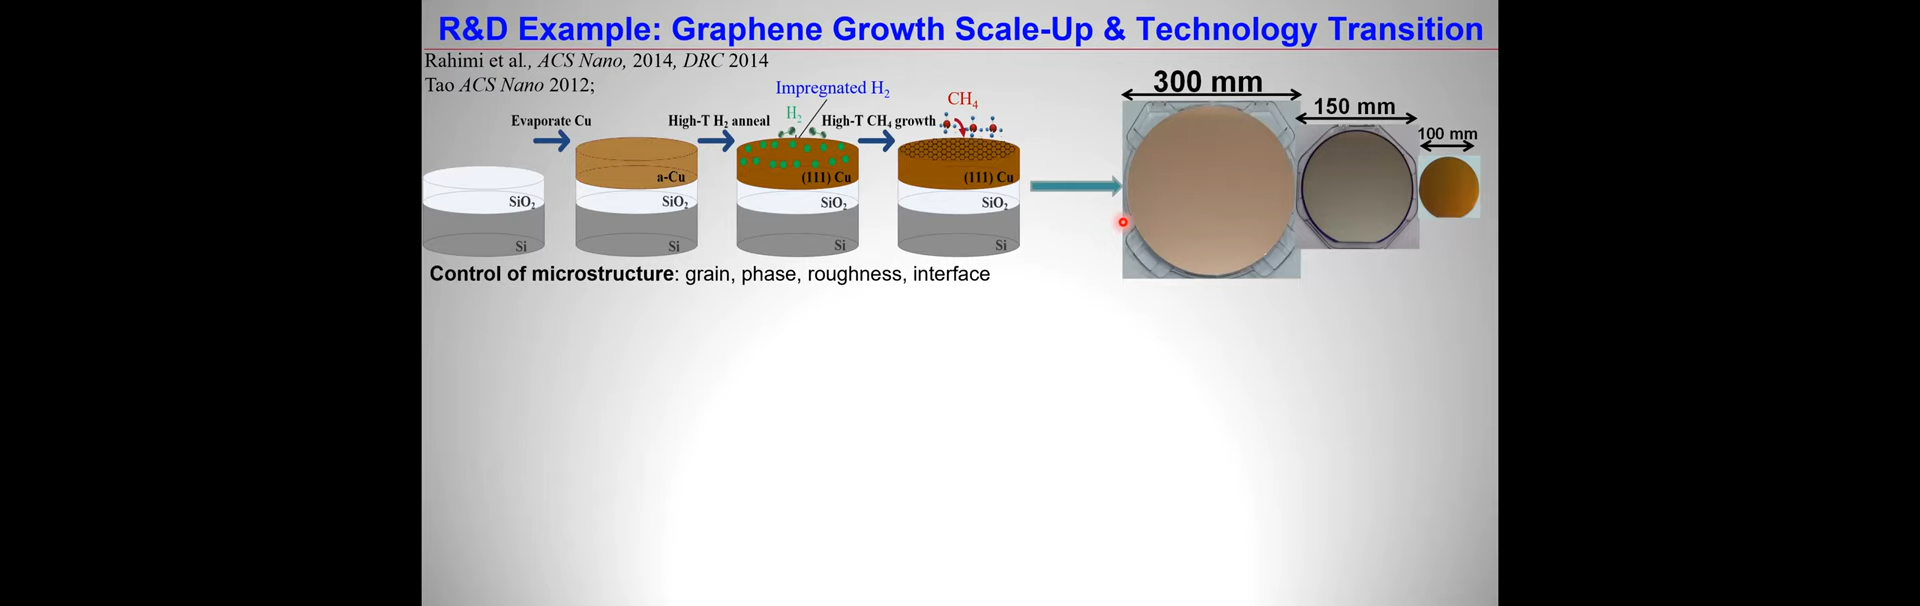 R&D Example: Graphene Growth Scale-Up & Technology Transition
Rahimi et al., ACS Nano, 2014, DRC 2014
Tao ACS Nano 2012;
Impregnated H₂
H₂
CH₄
Evaporate Cu
High-T H₂ anneal
High-T CH₄ growth
300 mm
150 mm
100 mm
SiO₂
Si
a-Cu
SiO₂
Si
(111) Cu
SiO₂
Si
(111) Cu
SiO₂
Si
Control of microstructure: grain, phase, roughness, interface